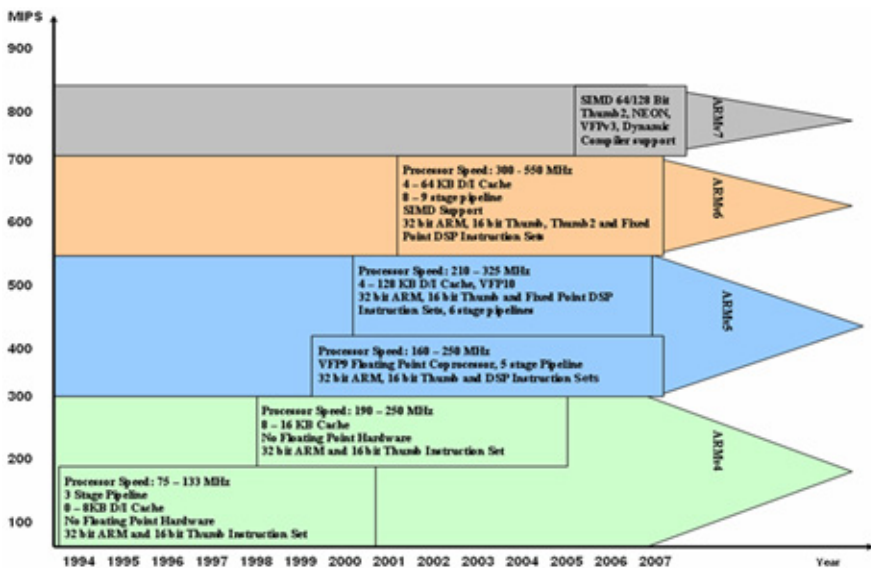 MIPS
900
800
700
600
500
400
300
200
100
SIMD 64/128 Bit
Thumb2, NEON,
VFPv3, Dynamic
Compiler support
ARMv7
Processor Speed: 300 - 550 MHz
4 – 64 KB D/I Cache
8 – 9 stage pipeline
SIMD Support
32 bit ARM, 16 bit Thumb, Thumb2 and Fixed
Point DSP Instruction Sets
ARMv6
Processor Speed: 210 – 325 MHz
4 – 128 KB D/I Cache, VFP10
32 bit ARM, 16 bit Thumb and Fixed Point DSP
Instruction Sets, 6 stage pipelines
Processor Speed: 160 – 250 MHz
VFP9 Floating Point Coprocessor, 5 stage Pipeline
32 bit ARM, 16 bit Thumb and DSP Instruction Sets
ARMv5
Processor Speed: 190 – 250 MHz
8 – 16 KB Cache
No Floating Point Hardware
32 bit ARM and 16 bit Thumb Instruction Set
Processor Speed: 75 – 133 MHz
3 Stage Pipeline
0 – 8KB D/I Cache
No Floating Point Hardware
32 bit ARM and 16 bit Thumb Instruction Set
ARMv4
1994 1995 1996 1997 1998 1999 2000 2001 2002 2003 2004 2005 2006 2007 Year